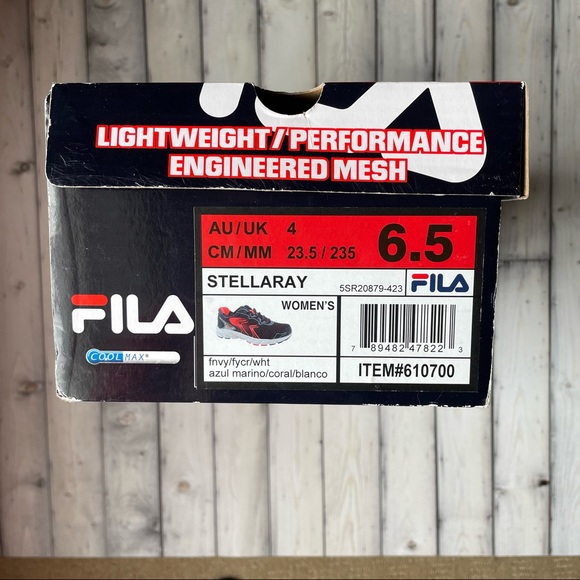 LIGHTWEIGHT/PERFORMANCE
ENGINEERED MESH
AU/UK 4
CM/MM 23.5 / 235
6.5
STELLARAY 5SR20879-423 FILA
WOMEN'S
FILA
COOLMAX®
7 89482 47822 3
fnvy/fycr/wht
azul marino/coral/blanco
ITEM#610700